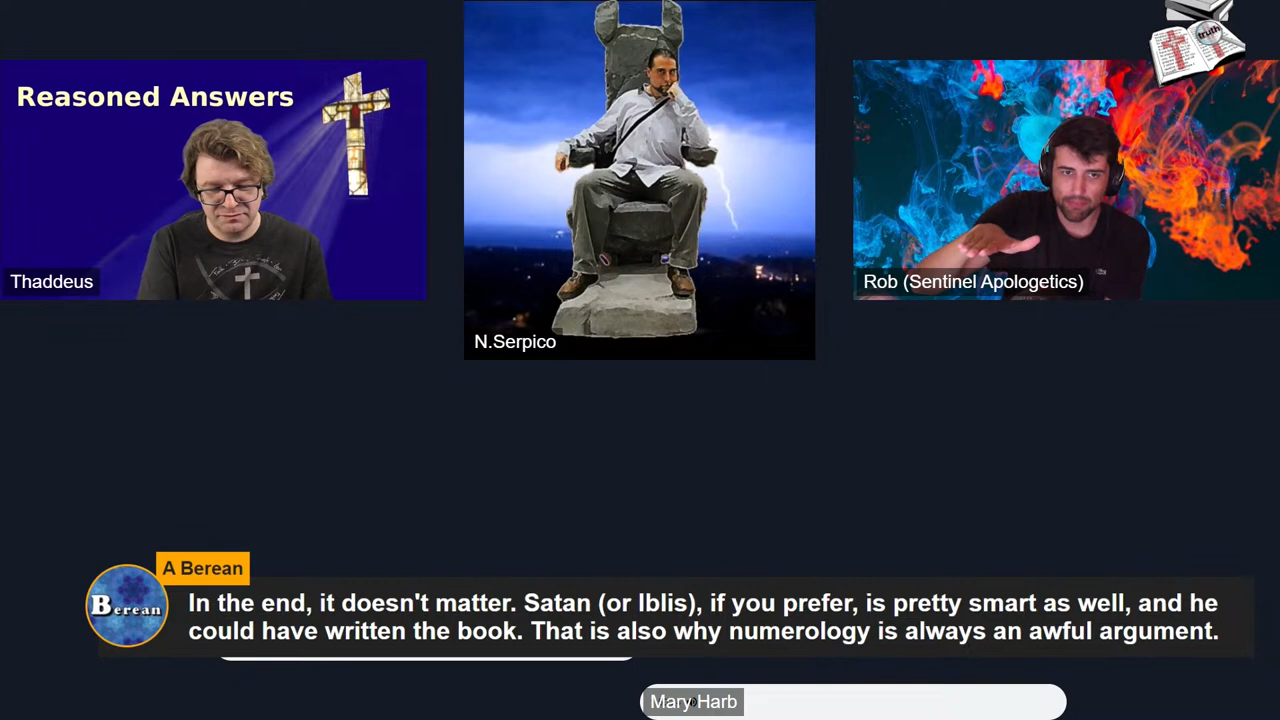 truth
Reasoned Answers
Thaddeus
N.Serpico
Rob (Sentinel Apologetics)
A Berean
Berean
In the end, it doesn't matter. Satan (or Iblis), if you prefer, is pretty smart as well, and he
could have written the book. That is also why numerology is always an awful argument.
Mary Harb